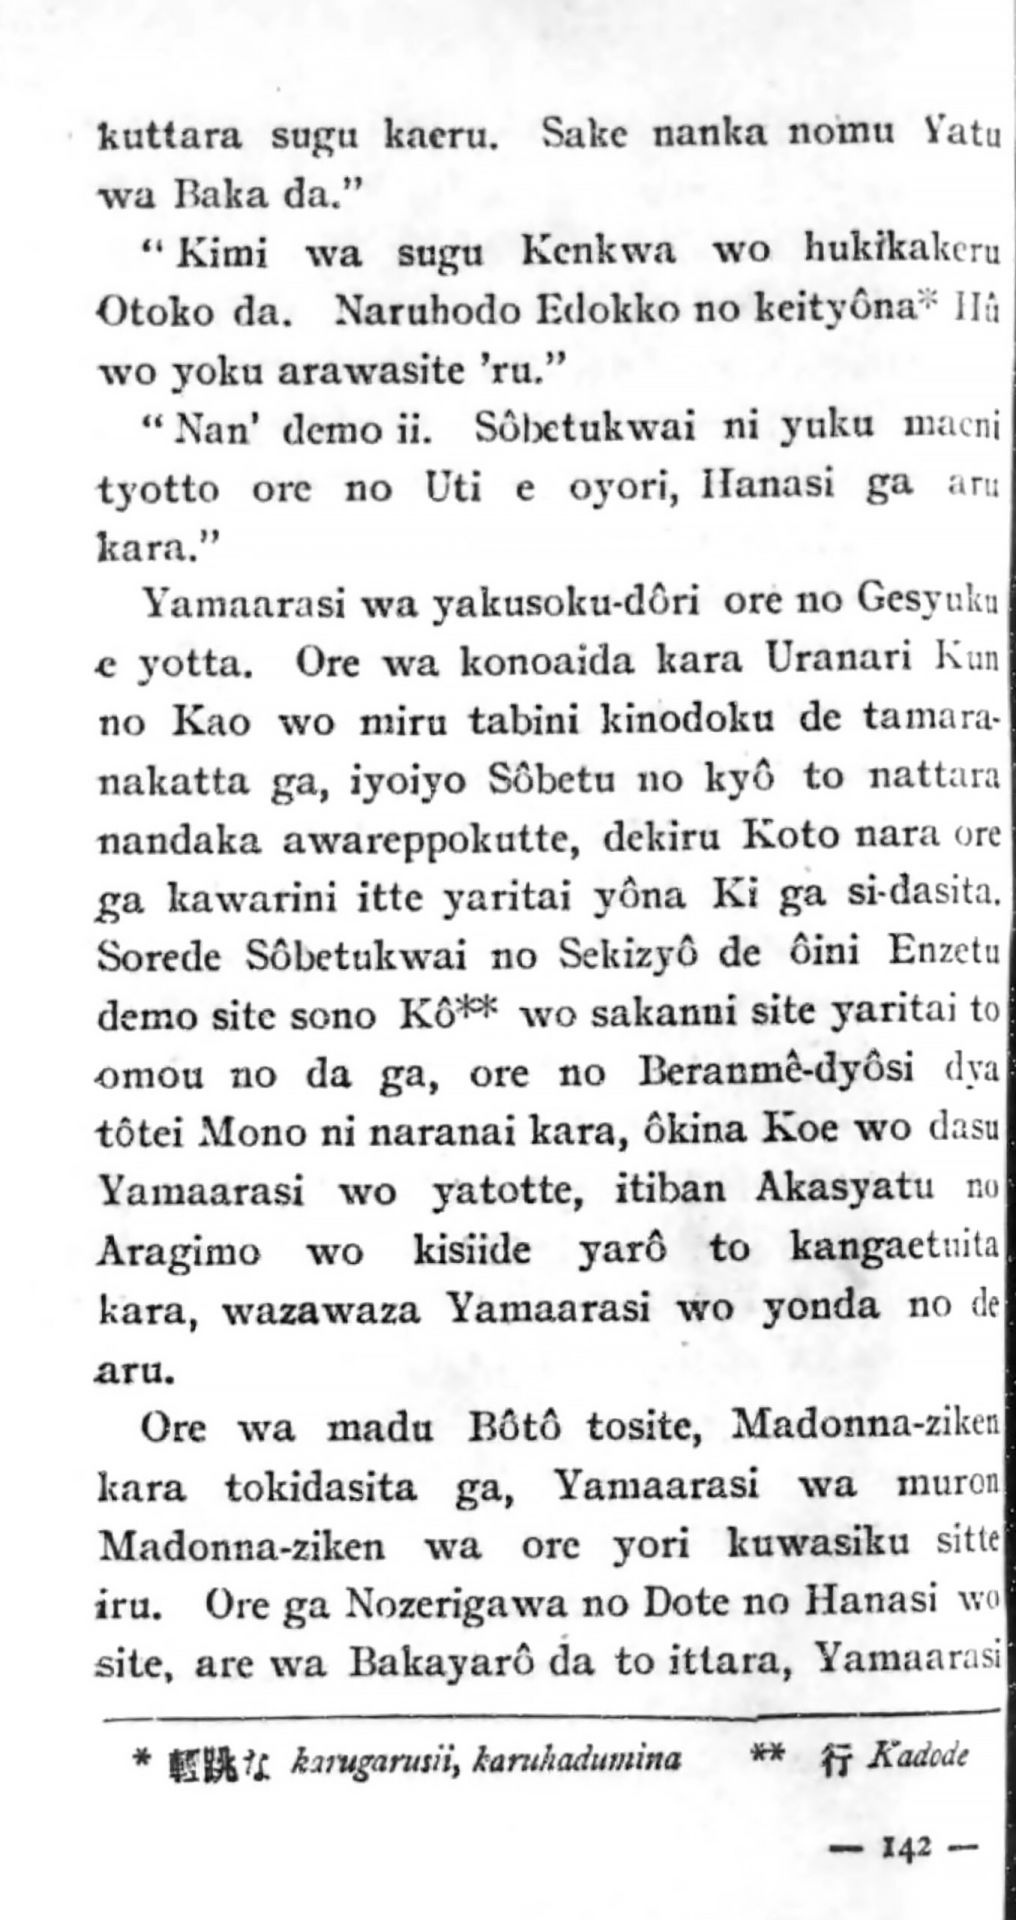 kuttara sugu kaeru. Sake nanka nomu Yatu
wa Baka da.”
“ Kimi wa sugu Kenkwa wo hukikakeru
Otoko da. Naruhodo Edokko no keityôna* Hû
wo yoku arawasite ’ru.”
“ Nan’ demo ii. Sôbetukwai ni yuku maeni
tyotto ore no Uti e oyori, Hanasi ga aru
kara.”
Yamaarasi wa yakusoku-dôri ore no Gesyuku
e yotta. Ore wa konoaida kara Uranari Kun
no Kao wo miru tabini kinodoku de tamara-
nakatta ga, iyoiyo Sôbetu no kyô to nattara
nandaka awareppokutte, dekiru Koto nara ore
ga kawarini itte yaritai yôna Ki ga si-dasita.
Sorede Sôbetukwai no Sekizyô de ôini Enzetu
demo site sono Kô** wo sakanni site yaritai to
omou no da ga, ore no Beranmê-dyôsi dya
tôtei Mono ni naranai kara, ôkina Koe wo dasu
Yamaarasi wo yatotte, itiban Akasyatu no
Aragimo wo kisiide yarô to kangaetuita
kara, wazawaza Yamaarasi wo yonda no de
aru.
Ore wa madu Bôtô tosite, Madonna-ziken
kara tokidasita ga, Yamaarasi wa muron
Madonna-ziken wa ore yori kuwasiku sitte
iru. Ore ga Nozerigawa no Dote no Hanasi wo
site, are wa Bakayarô da to ittara, Yamaarasi
* 輕跳な karugarusii, karuhadumina ** 行 Kadode
— 142 —